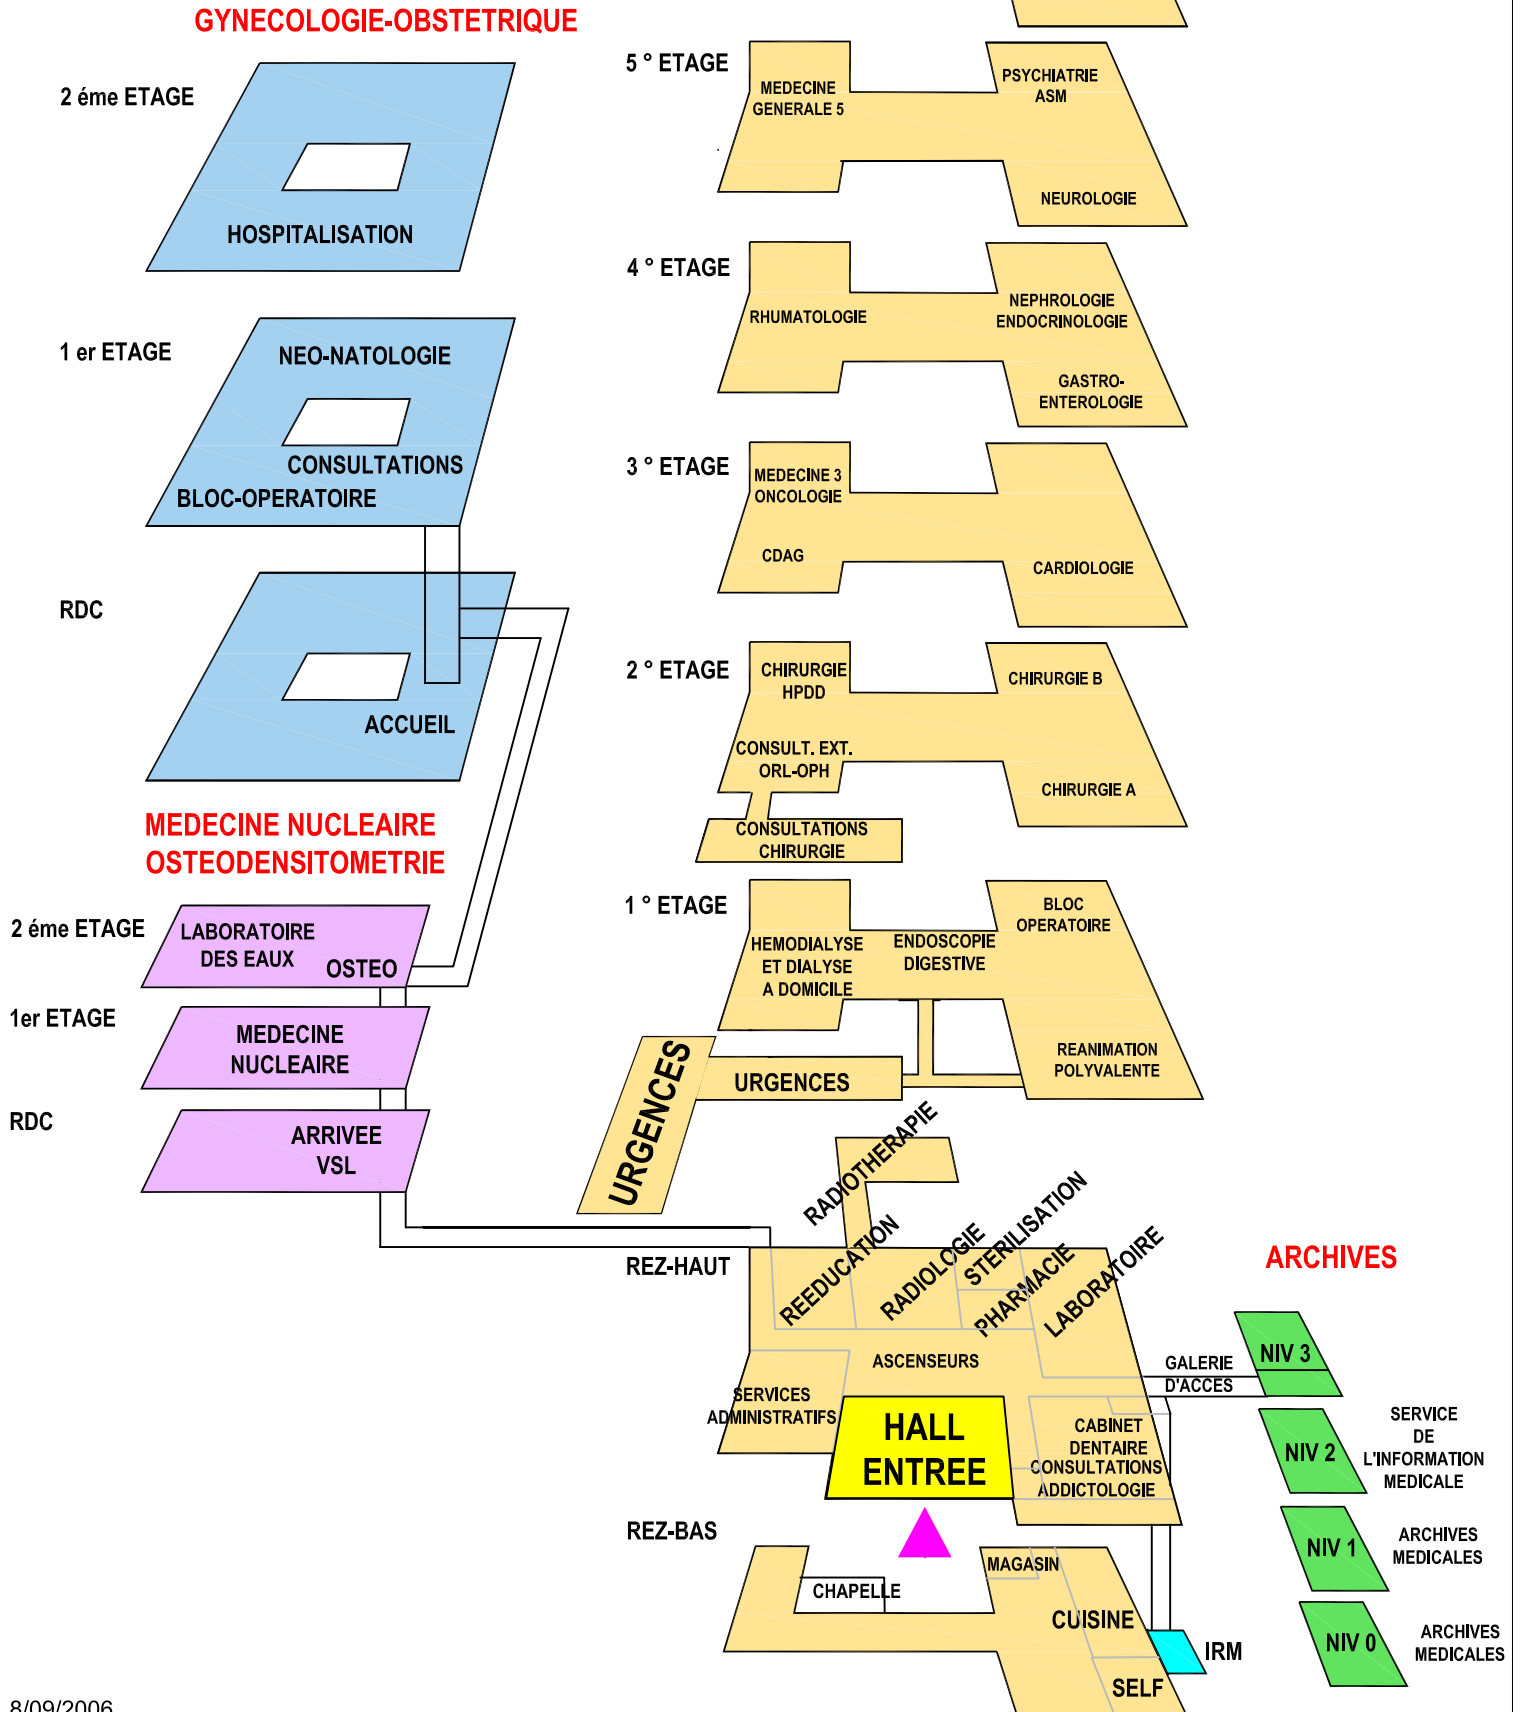 GYNECOLOGIE-OBSTETRIQUE
2 éme ETAGE
HOSPITALISATION
1 er ETAGE
NEO-NATOLOGIE
CONSULTATIONS
BLOC-OPERATOIRE
RDC
ACCUEIL
MEDECINE NUCLEAIRE
OSTEODENSITOMETRIE
2 éme ETAGE
LABORATOIRE
DES EAUX
OSTEO
1er ETAGE
MEDECINE
NUCLEAIRE
RDC
ARRIVEE
VSL
5 ° ETAGE
MEDECINE
GENERALE 5
PSYCHIATRIE
ASM
NEUROLOGIE
4 ° ETAGE
RHUMATOLOGIE
NEPHROLOGIE
ENDOCRINOLOGIE
GASTRO-
ENTEROLOGIE
3 ° ETAGE
MEDECINE 3
ONCOLOGIE
CDAG
CARDIOLOGIE
2 ° ETAGE
CHIRURGIE
HPDD
CHIRURGIE B
CONSULT. EXT.
ORL-OPH
CHIRURGIE A
CONSULTATIONS
CHIRURGIE
1 ° ETAGE
HEMODIALYSE
ET DIALYSE
A DOMICILE
ENDOSCOPIE
DIGESTIVE
BLOC
OPERATOIRE
REANIMATION
POLYVALENTE
URGENCES
URGENCES
RADIOTHERAPIE
REZ-HAUT
REEDUCATION
RADIOLOGIE
STERILISATION
PHARMACIE
LABORATOIRE
ASCENSEURS
SERVICES
ADMINISTRATIFS
HALL
ENTREE
CABINET
DENTAIRE
CONSULTATIONS
ADDICTOLOGIE
GALERIE
D'ACCES
REZ-BAS
CHAPELLE
MAGASIN
CUISINE
SELF
IRM
ARCHIVES
NIV 3
NIV 2
SERVICE
DE
L'INFORMATION
MEDICALE
NIV 1
ARCHIVES
MEDICALES
NIV 0
ARCHIVES
MEDICALES
8/09/2006